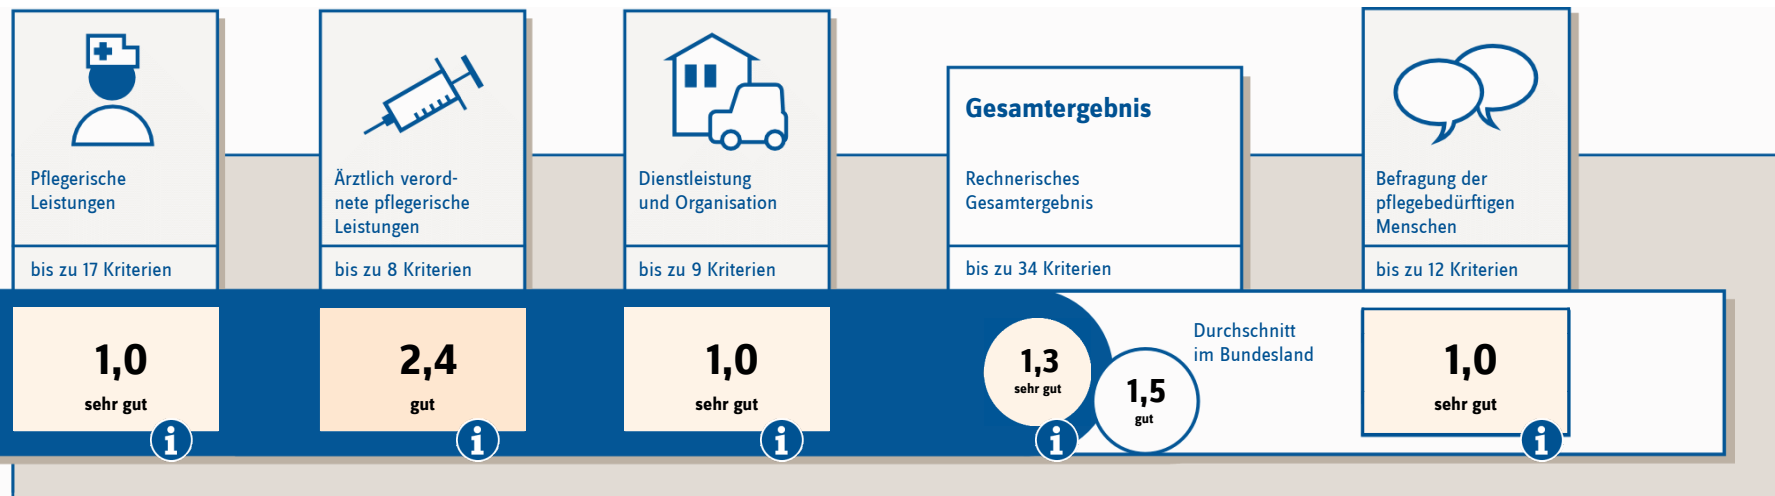 Pflegerische
Leistungen
bis zu 17 Kriterien
1,0
sehr gut
i
Ärztlich verord-
nete pflegerische
Leistungen
bis zu 8 Kriterien
2,4
gut
i
Dienstleistung
und Organisation
bis zu 9 Kriterien
1,0
sehr gut
i
Gesamtergebnis
Rechnerisches
Gesamtergebnis
bis zu 34 Kriterien
1,3
sehr gut
i
1,5
gut
Durchschnitt
im Bundesland
Befragung der
pflegebedürftigen
Menschen
bis zu 12 Kriterien
1,0
sehr gut
i